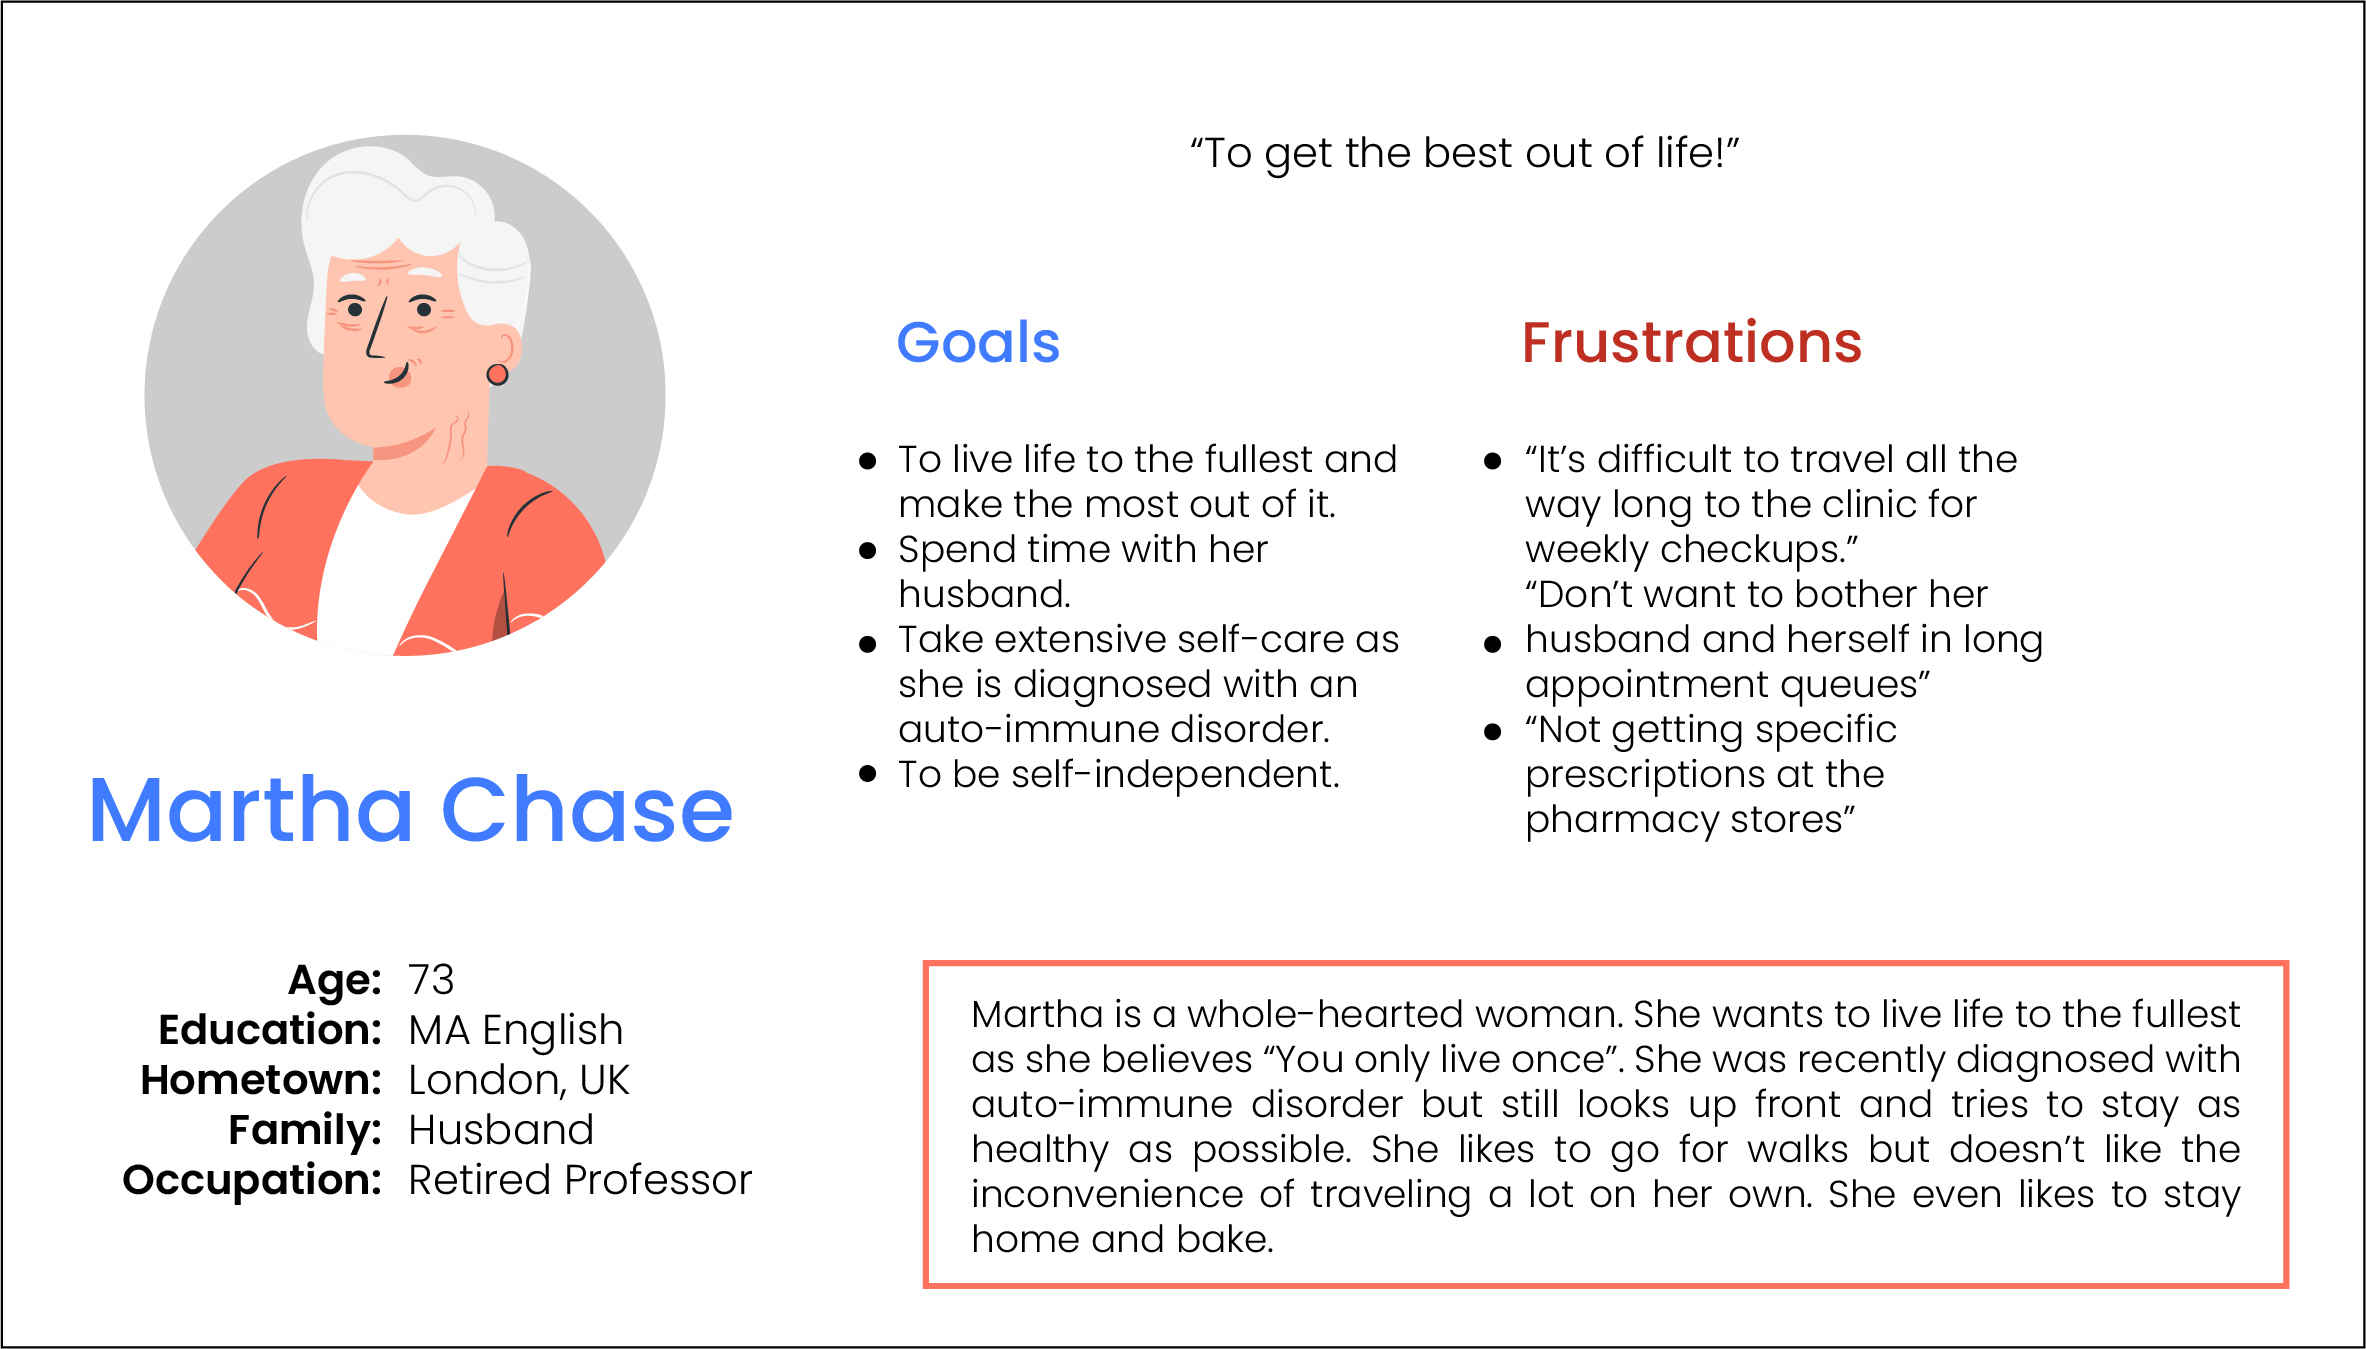 “To get the best out of life!”
Goals
● To live life to the fullest and
make the most out of it.
● Spend time with her
husband.
● Take extensive self-care as
she is diagnosed with an
auto-immune disorder.
● To be self-independent.
Frustrations
● “It’s difficult to travel all the
way long to the clinic for
weekly checkups.”
“Don’t want to bother her
● husband and herself in long
appointment queues”
● “Not getting specific
prescriptions at the
pharmacy stores”
Martha Chase
Age: 73
Education: MA English
Hometown: London, UK
Family: Husband
Occupation: Retired Professor
Martha is a whole-hearted woman. She wants to live life to the fullest
as she believes “You only live once”. She was recently diagnosed with
auto-immune disorder but still looks up front and tries to stay as
healthy as possible. She likes to go for walks but doesn’t like the
inconvenience of traveling a lot on her own. She even likes to stay
home and bake.